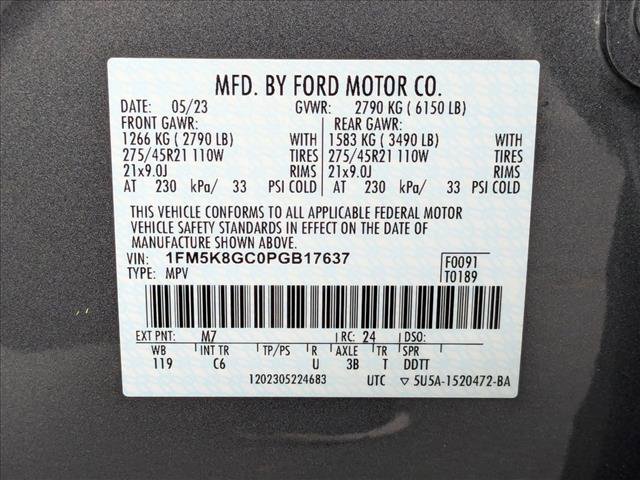 MFD. BY FORD MOTOR CO.
DATE: 05/23 GVWR: 2790 KG ( 6150 LB)
FRONT GAWR: REAR GAWR:
1266 KG ( 2790 LB) WITH 1583 KG ( 3490 LB) WITH
275/45R21 110W TIRES 275/45R21 110W TIRES
21x9.0J RIMS 21x9.0J RIMS
AT 230 kPa/ 33 PSI COLD AT 230 kPa/ 33 PSI COLD
THIS VEHICLE CONFORMS TO ALL APPLICABLE FEDERAL MOTOR
VEHICLE SAFETY STANDARDS IN EFFECT ON THE DATE OF
MANUFACTURE SHOWN ABOVE.
VIN: 1FM5K8GC0PGB17637 F0091
TYPE: MPV T0189
EXT PNT: M7 RC: 24 DSO:
WB INT TR TP/PS R AXLE TR SPR
119 C6 U 3B T DDTT
1202305224683 UTC ▽ 5U5A-1520472-BA